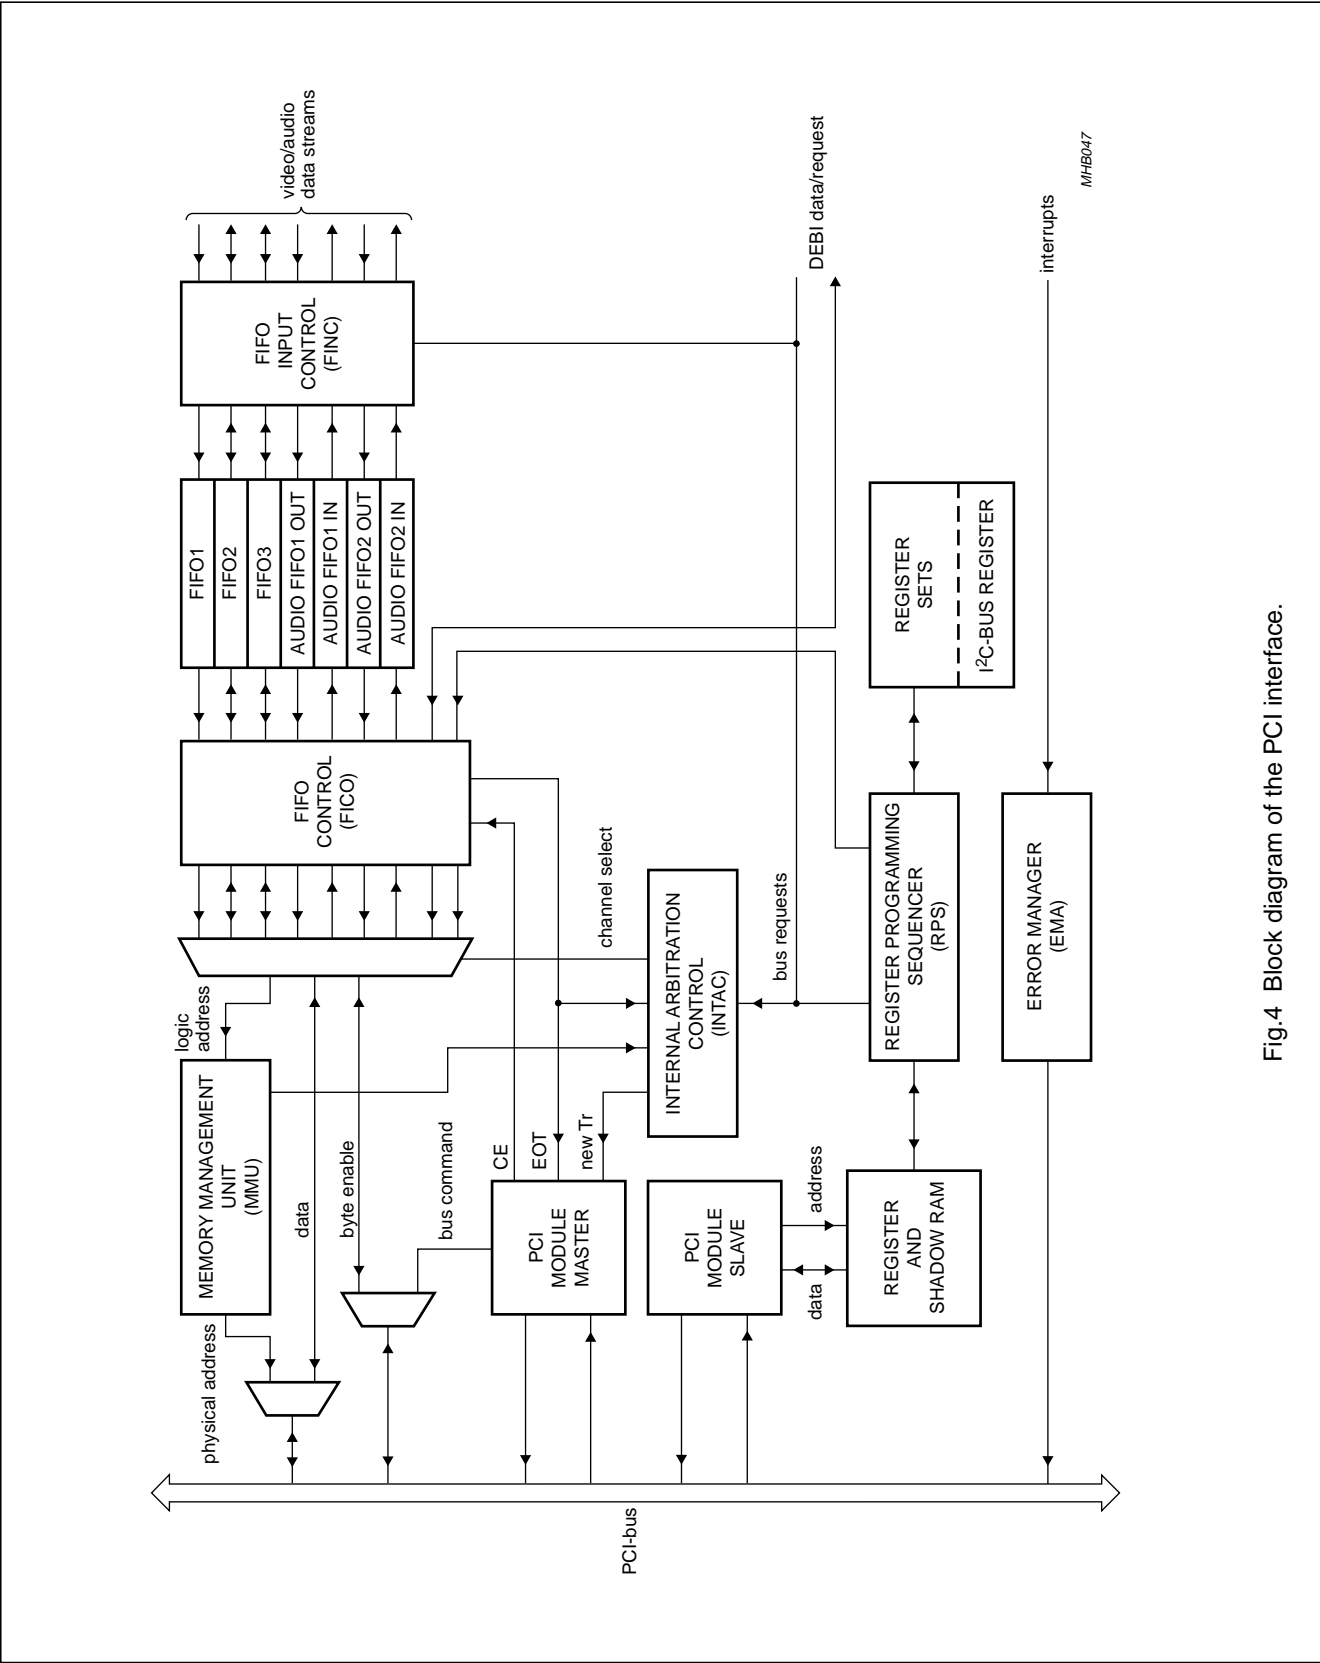 video/audio
data streams
FIFO
INPUT
CONTROL
(FINC)
DEBI data/request
interrupts
MHB047
FIFO1
FIFO2
FIFO3
AUDIO FIFO1 OUT
AUDIO FIFO1 IN
AUDIO FIFO2 OUT
AUDIO FIFO2 IN
REGISTER
SETS
I²C-BUS REGISTER
FIFO
CONTROL
(FICO)
channel select
bus requests
INTERNAL ARBITRATION
CONTROL
(INTAC)
REGISTER PROGRAMMING
SEQUENCER
(RPS)
ERROR MANAGER
(EMA)
logic
address
MEMORY MANAGEMENT
UNIT
(MMU)
data
byte enable
bus command
CE
EOT
new Tr
PCI
MODULE
MASTER
PCI
MODULE
SLAVE
address
data
REGISTER
AND
SHADOW RAM
physical address
PCI-bus
Fig.4 Block diagram of the PCI interface.